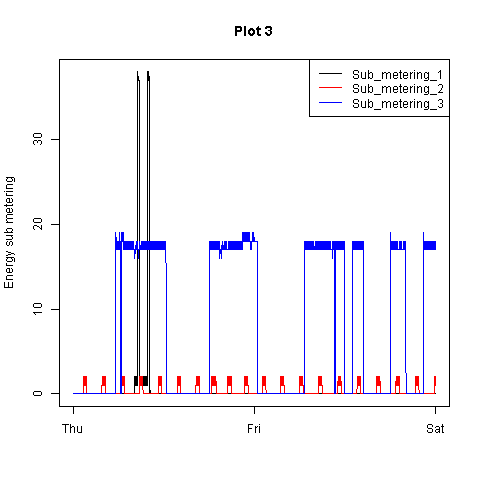 Plot 3
Sub_metering_1
Sub_metering_2
Sub_metering_3
Energy sub metering
30
20
10
0
Thu Fri Sat